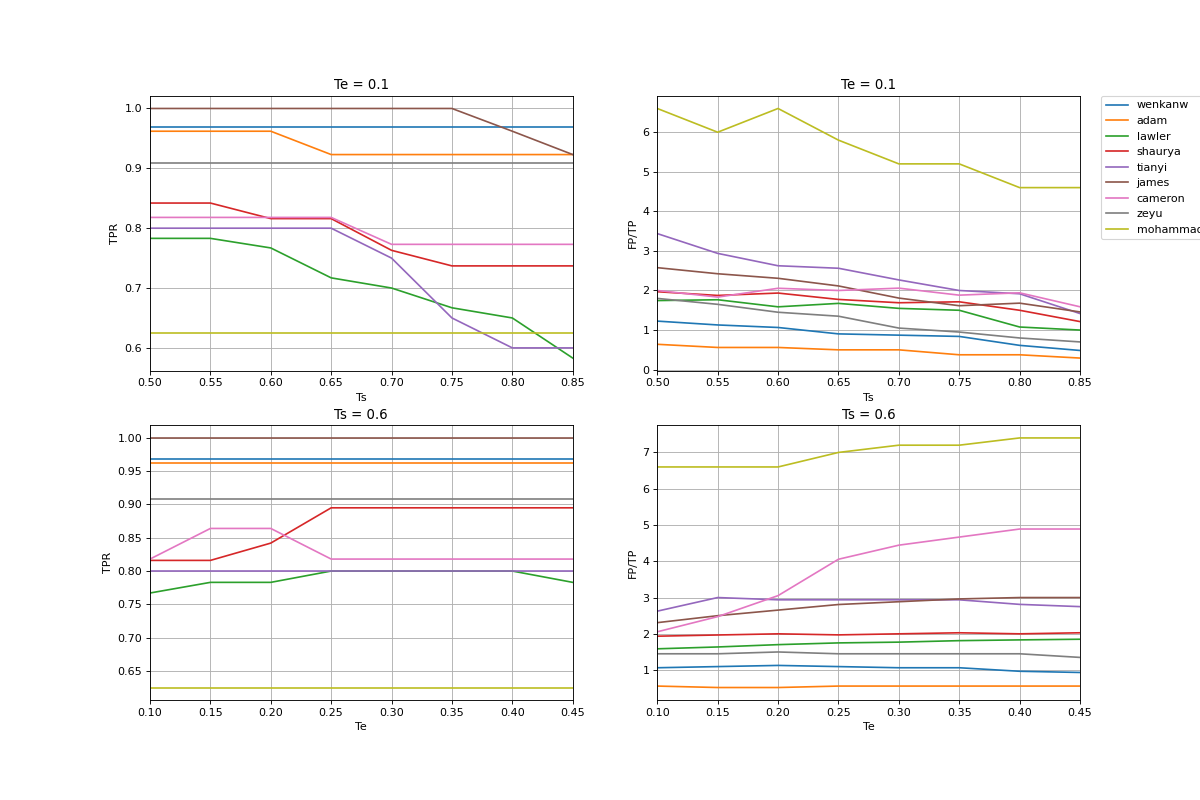 Te = 0.1
TPR
1.0
0.9
0.8
0.7
0.6
0.50 0.55 0.60 0.65 0.70 0.75 0.80 0.85
Ts
Te = 0.1
FP/TP
6
5
4
3
2
1
0
0.50 0.55 0.60 0.65 0.70 0.75 0.80 0.85
Ts
wenkanw
adam
lawler
shaurya
tianyi
james
cameron
zeyu
mohammad
Ts = 0.6
TPR
1.00
0.95
0.90
0.85
0.80
0.75
0.70
0.65
0.10 0.15 0.20 0.25 0.30 0.35 0.40 0.45
Te
Ts = 0.6
FP/TP
7
6
5
4
3
2
1
0.10 0.15 0.20 0.25 0.30 0.35 0.40 0.45
Te